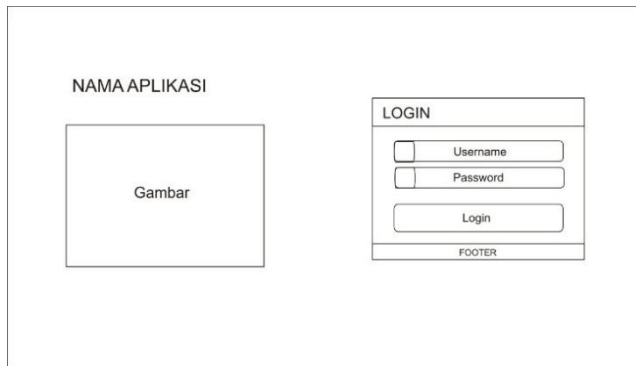 NAMA APLIKASI
Gambar
LOGIN
Username
Password
Login
FOOTER